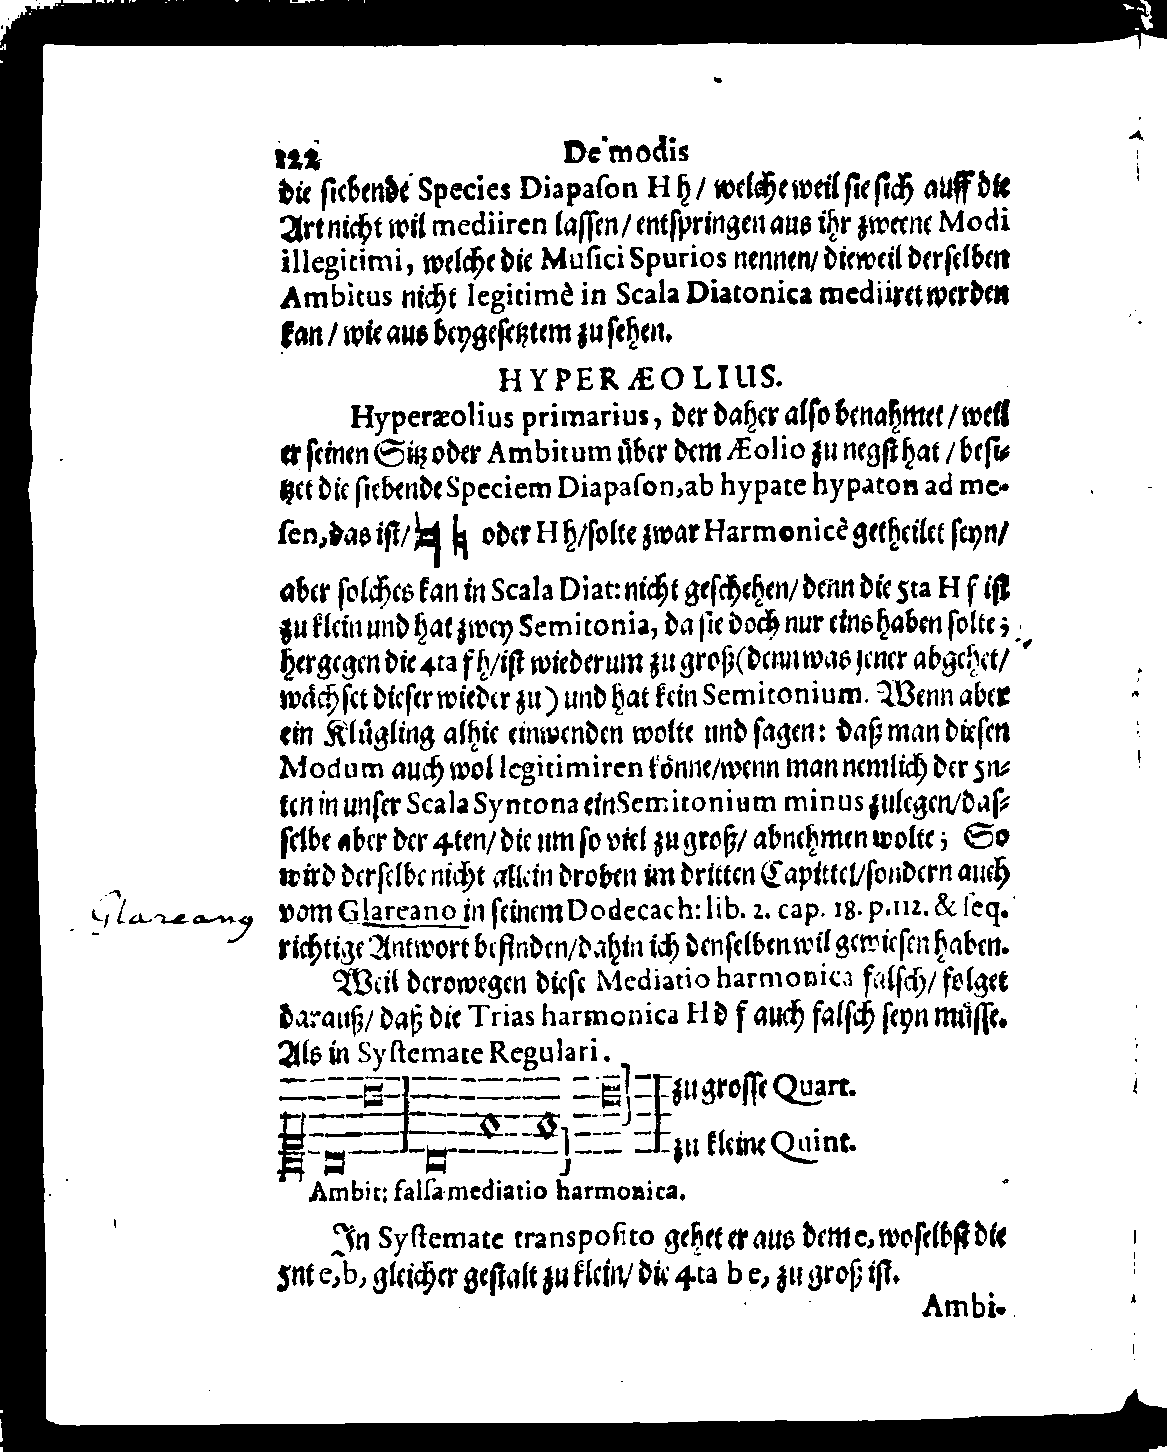 122 De modis
die siebende Species Diapaſon H h/ welche weil sie sich auff die
Art nicht wil mediiren lassen/ entspringen aus ihr zweene Modi
illegitimi, welche die Muſici Spurios nennen/ dieweil derselben
Ambitus nicht legitimè in Scala Diatonica mediiret werden
kan/ wie aus beygesetztem zu sehen.
HYPERÆOLIUS.
Hyperæolius primarius, der daher also benahmet/ weil
er seinen Sitz oder Ambitum über dem Æolio zu negst hat/ besi-
tzet die siebende Speciem Diapaſon, ab hypate hypaton ad me-
ſen, das ist/ oder H h/ solte zwar Harmonicè getheilet seyn/
aber solches kan in Scala Diat: nicht geschehen/ denn die 5ta H f ist
zu klein und hat zwey Semitonia, da sie doch nur eins haben solte;
hergegen die 4ta f h/ ist wiederumb zu groß (denn was jener abgehet/
wächset dieser wieder zu) und hat kein Semitonium. Wenn aber
ein Klügling alhie einwenden wolte und sagen: daß man diesen
Modum auch wol legitimiren könne/ wenn man nemlich der 5n-
ten in unser Scala Syntona ein Semitonium minus zulegen/ das-
selbe aber der 4ten/ die um so viel zu groß/ abnehmen wolte; So
wird derselbe nicht allein droben im dritten Capittel/ sondern auch
Glareanus vom Glareano in seinem Dodecach: lib. 2. cap. 18. p. 112. & ſeq.
richtige Antwort befinden/ dahin ich denselben wil gewiesen haben.
Weil derowegen diese Mediatio harmonica falsch/ folget
darauß/ daß die Trias harmonica H d f auch falsch seyn müsse.
Als in Syſtemate Regulari.
zu grosse Quart.
zu kleine Quint.
Ambit: falſa mediatio harmonica.
In Syſtemate transpoſito gehet er aus dem e, woselbst die
5nt e, b, gleicher gestalt zu klein/ die 4ta b e, zu groß ist.
Ambi-